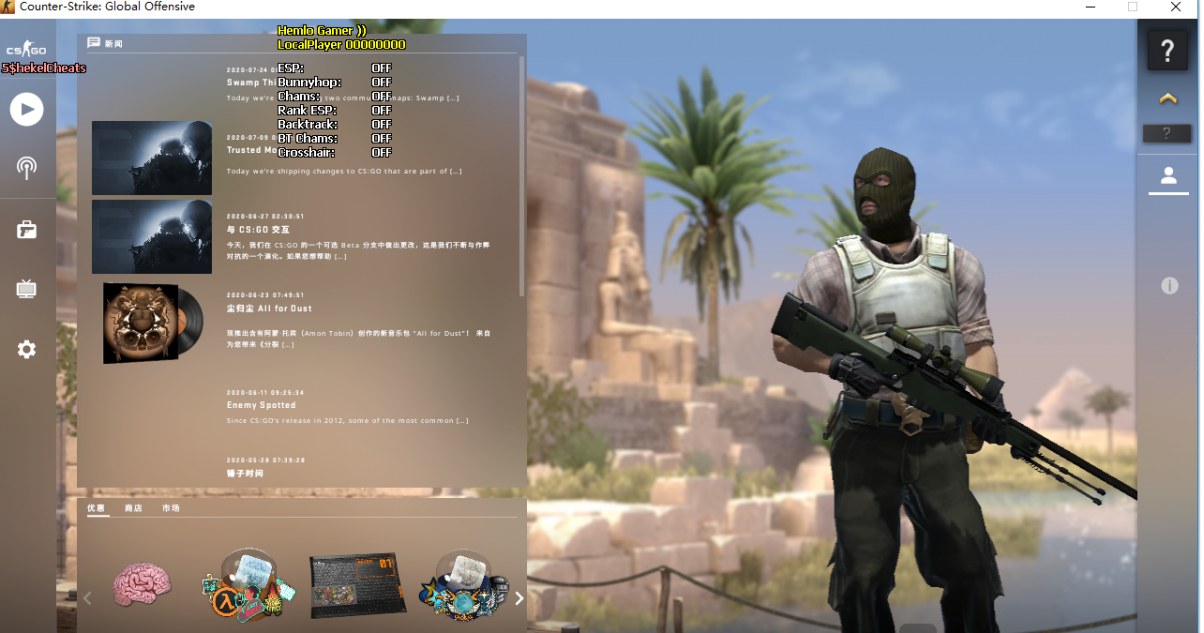 Counter-Strike: Global Offensive
CS GO
5$hekelCheats
Hemlo Gamer ))
LocalPlayer 00000000
ESP: OFF
Bunnyhop: OFF
Chams: OFF
Rank ESP: OFF
Backtrack: OFF
BT Chams: OFF
Crosshair: OFF
新闻
2020-07-24
Swamp Thi
Today we're two commu maps: Swamp [...]
2020-07-09
Trusted Mo
Today we're shipping changes to CS:GO that are part of [...]
2020-06-27 02:30:51
与 CS:GO 交互
今天，我们在 CS:GO 的一个可选 Beta 分支中做出更改，这是我们不断与作弊
对抗的一个演化。如果您想帮助 [...]
2020-06-23 07:49:51
尘归尘 All for Dust
现推出含有阿蒙·托宾（Amon Tobin）创作的新音乐包 “All for Dust”！ 来自
为您带来《分裂 [...]
2020-06-11 09:25:34
Enemy Spotted
Since CS:GO's release in 2012, some of the most common [...]
2020-05-28 07:39:28
锤子时间
优惠 商店 市场
?
?